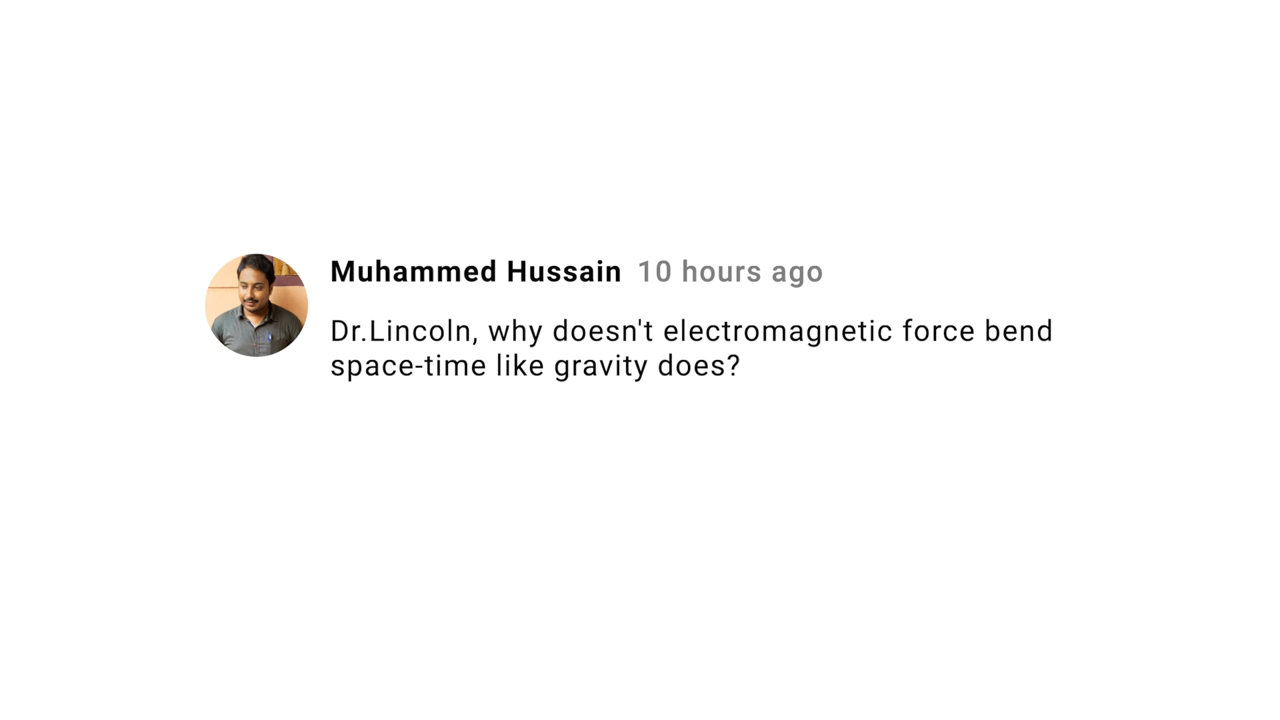 Muhammed Hussain 10 hours ago
Dr.Lincoln, why doesn't electromagnetic force bend
space-time like gravity does?